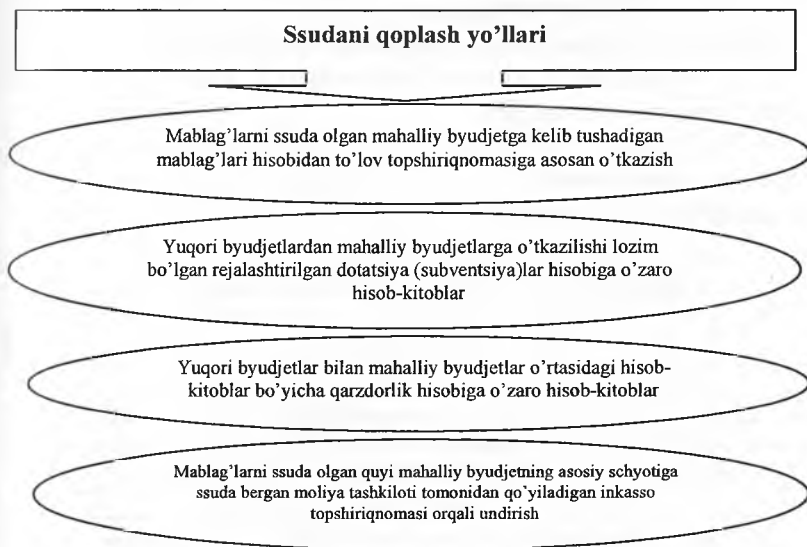 Ssudani qoplash yo’llari
Mablag’larni ssuda olgan mahalliy byudjetga kelib tushadigan
mablag’lari hisobidan to’lov topshiriqnomasiga asosan o’tkazish
Yuqori byudjetlardan mahalliy byudjetlarga o’tkazilishi lozim
bo’lgan rejalashtirilgan dotatsiya (subventsiya)lar hisobiga o’zaro
hisob-kitoblar
Yuqori byudjetlar bilan mahalliy byudjetlar o’rtasidagi hisob-
kitoblar bo’yicha qarzdorlik hisobiga o’zaro hisob-kitoblar
Mablag’larni ssuda olgan quyi mahalliy byudjetning asosiy schyotiga
ssuda bergan moliya tashkiloti tomonidan qo’yiladigan inkasso
topshiriqnomasi orqali undirish